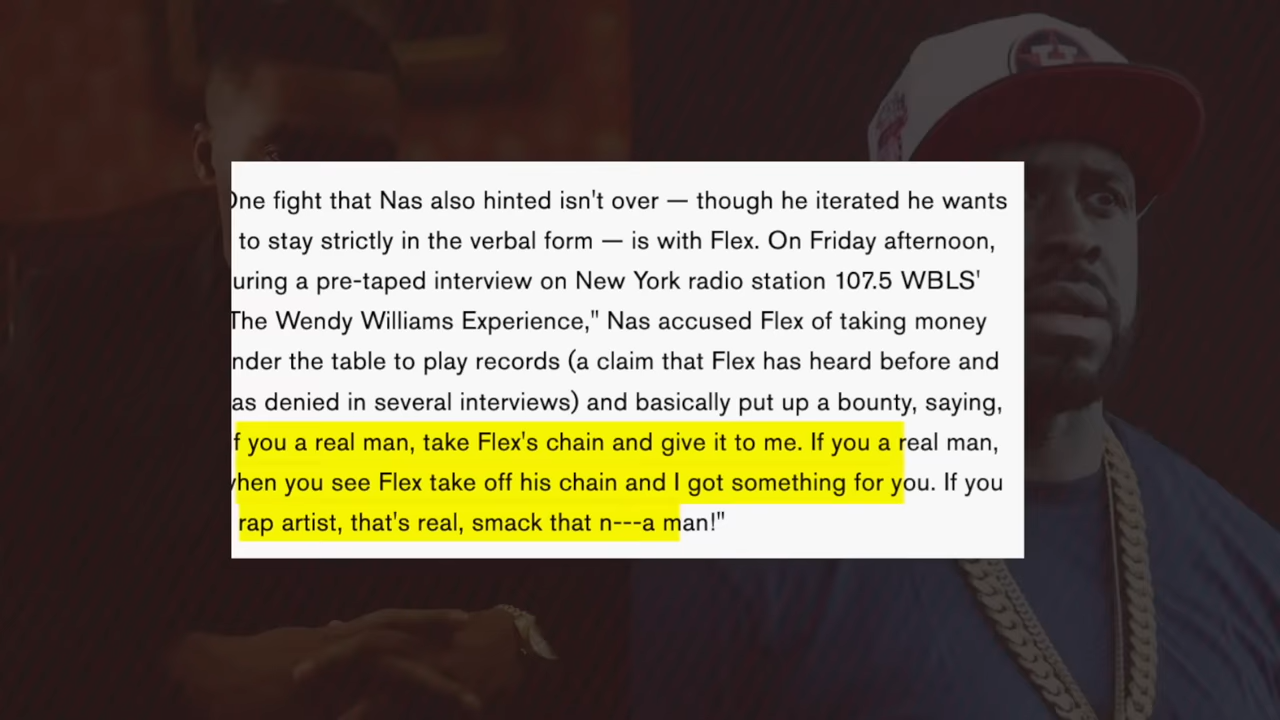 One fight that Nas also hinted isn't over — though he iterated he wants
to stay strictly in the verbal form — is with Flex. On Friday afternoon,
uring a pre-taped interview on New York radio station 107.5 WBLS'
The Wendy Williams Experience," Nas accused Flex of taking money
nder the table to play records (a claim that Flex has heard before and
as denied in several interviews) and basically put up a bounty, saying,
f you a real man, take Flex's chain and give it to me. If you a real man,
when you see Flex take off his chain and I got something for you. If you
rap artist, that's real, smack that n---a man!"